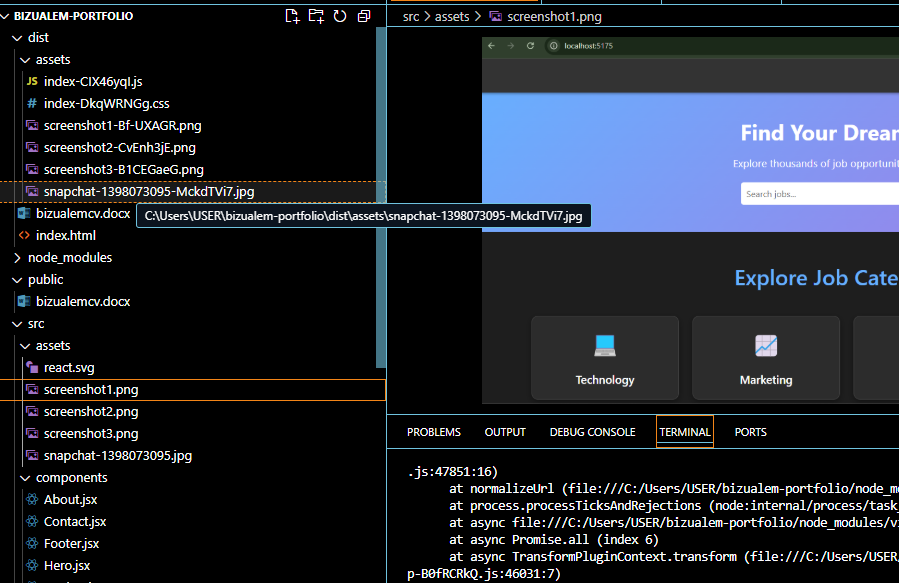 BIZUALEM-PORTFOLIO
dist
assets
JS index-CIX46yqI.js
# index-DkqWRNGg.css
screenshot1-Bf-UXAGR.png
screenshot2-CvEnh3jE.png
screenshot3-B1CEGaeG.png
snapchat-1398073095-MckdTVi7.jpg
bizualemcv.docx
C:\Users\USER\bizualem-portfolio\dist\assets\snapchat-1398073095-MckdTVi7.jpg
<> index.html
node_modules
public
bizualemcv.docx
src
assets
react.svg
screenshot1.png
screenshot2.png
screenshot3.png
snapchat-1398073095.jpg
components
About.jsx
Contact.jsx
Footer.jsx
Hero.jsx
src > assets > screenshot1.png
localhost:5175
Find Your Drea
Explore thousands of job opportunit
Search jobs...
Explore Job Cate
Technology
Marketing
PROBLEMS OUTPUT DEBUG CONSOLE TERMINAL PORTS
.js:47851:16)
at normalizeUrl (file:///C:/Users/USER/bizualem-portfolio/node_m
at process.processTicksAndRejections (node:internal/process/task_
at async file:///C:/Users/USER/bizualem-portfolio/node_modules/vi
at async Promise.all (index 6)
at async TransformPluginContext.transform (file:///C:/Users/USER/
p-B0fRCRkQ.js:46031:7)